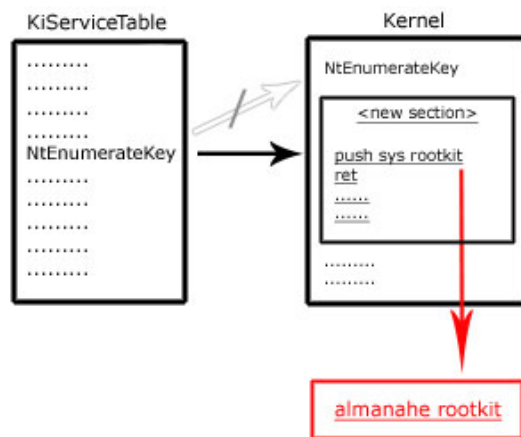 KiServiceTable
.........
.........
.........
.........
NtEnumerateKey
.........
.........
.........
.........
.........
Kernel
NtEnumerateKey
<new section>
push sys rootkit
ret
......
......
.........
.........
almanahe rootkit